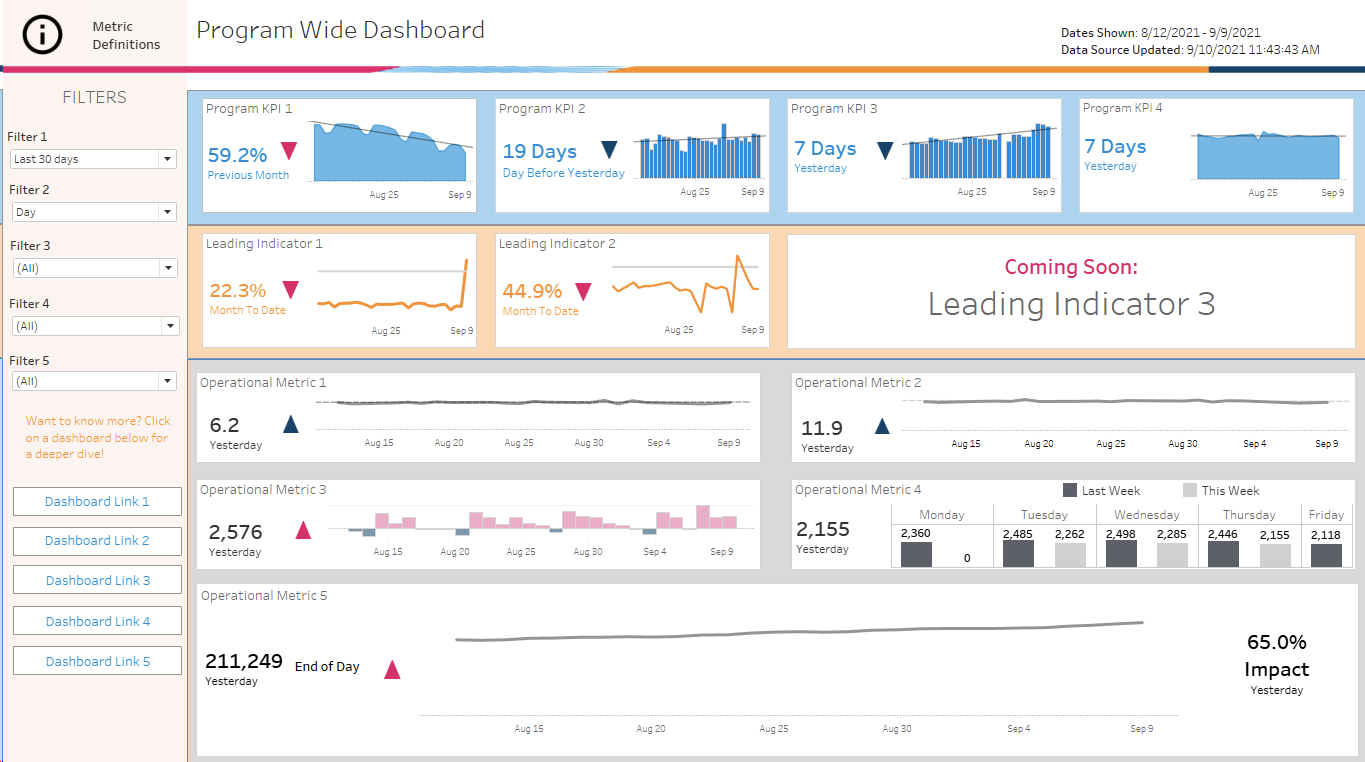 Metric
Definitions
Program Wide Dashboard
Dates Shown: 8/12/2021 - 9/9/2021
Data Source Updated: 9/10/2021 11:43:43 AM
FILTERS
Filter 1
Last 30 days
Filter 2
Day
Filter 3
(All)
Filter 4
(All)
Filter 5
(All)
Want to know more? Click
on a dashboard below for
a deeper dive!
Dashboard Link 1
Dashboard Link 2
Dashboard Link 3
Dashboard Link 4
Dashboard Link 5
Program KPI 1
59.2%
Previous Month
Aug 25 Sep 9
Program KPI 2
19 Days
Day Before Yesterday
Aug 25 Sep 9
Program KPI 3
7 Days
Yesterday
Aug 25 Sep 9
Program KPI 4
7 Days
Yesterday
Aug 25 Sep 9
Leading Indicator 1
22.3%
Month To Date
Aug 25 Sep 9
Leading Indicator 2
44.9%
Month To Date
Aug 25 Sep 9
Coming Soon:
Leading Indicator 3
Operational Metric 1
6.2
Yesterday
Aug 15 Aug 20 Aug 25 Aug 30 Sep 4 Sep 9
Operational Metric 2
11.9
Yesterday
Aug 15 Aug 20 Aug 25 Aug 30 Sep 4 Sep 9
Operational Metric 3
2,576
Yesterday
Aug 15 Aug 20 Aug 25 Aug 30 Sep 4 Sep 9
Operational Metric 4
Last Week This Week
2,155
Yesterday
Monday Tuesday Wednesday Thursday Friday
2,360 0 2,485 2,262 2,498 2,285 2,446 2,155 2,118
Operational Metric 5
211,249 End of Day
Yesterday
65.0%
Impact
Yesterday
Aug 15 Aug 20 Aug 25 Aug 30 Sep 4 Sep 9